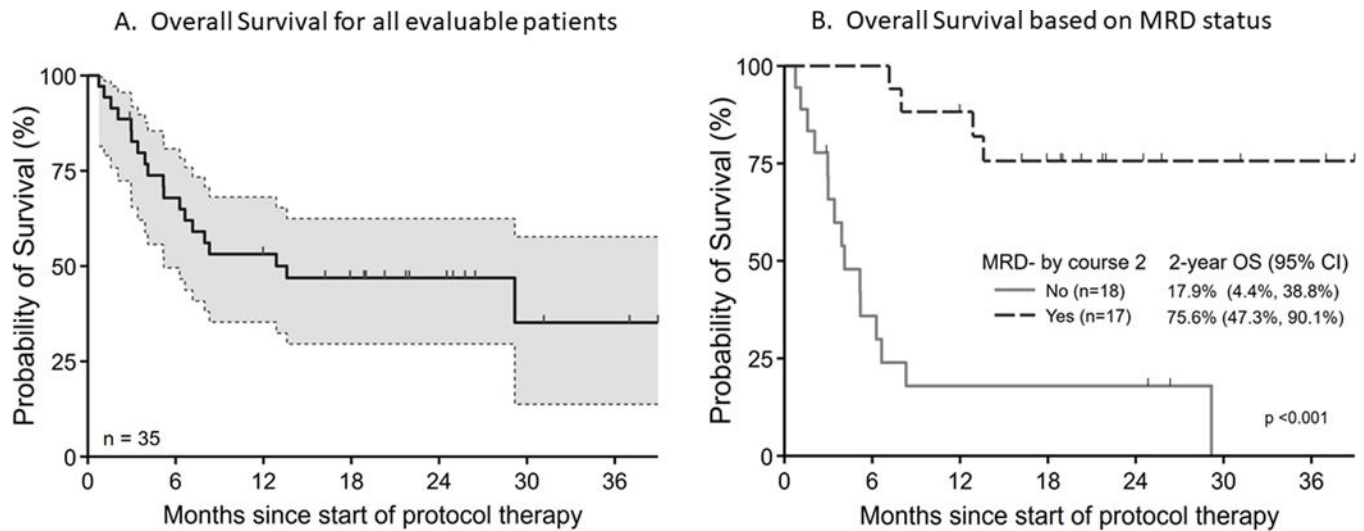 A. Overall Survival for all evaluable patients
Probability of Survival (%)
100
75
50
25
0
n = 35
0 6 12 18 24 30 36
Months since start of protocol therapy
B. Overall Survival based on MRD status
Probability of Survival (%)
100
75
50
25
0
MRD- by course 2 2-year OS (95% CI)
No (n=18) 17.9% (4.4%, 38.8%)
Yes (n=17) 75.6% (47.3%, 90.1%)
p <0.001
0 6 12 18 24 30 36
Months since start of protocol therapy